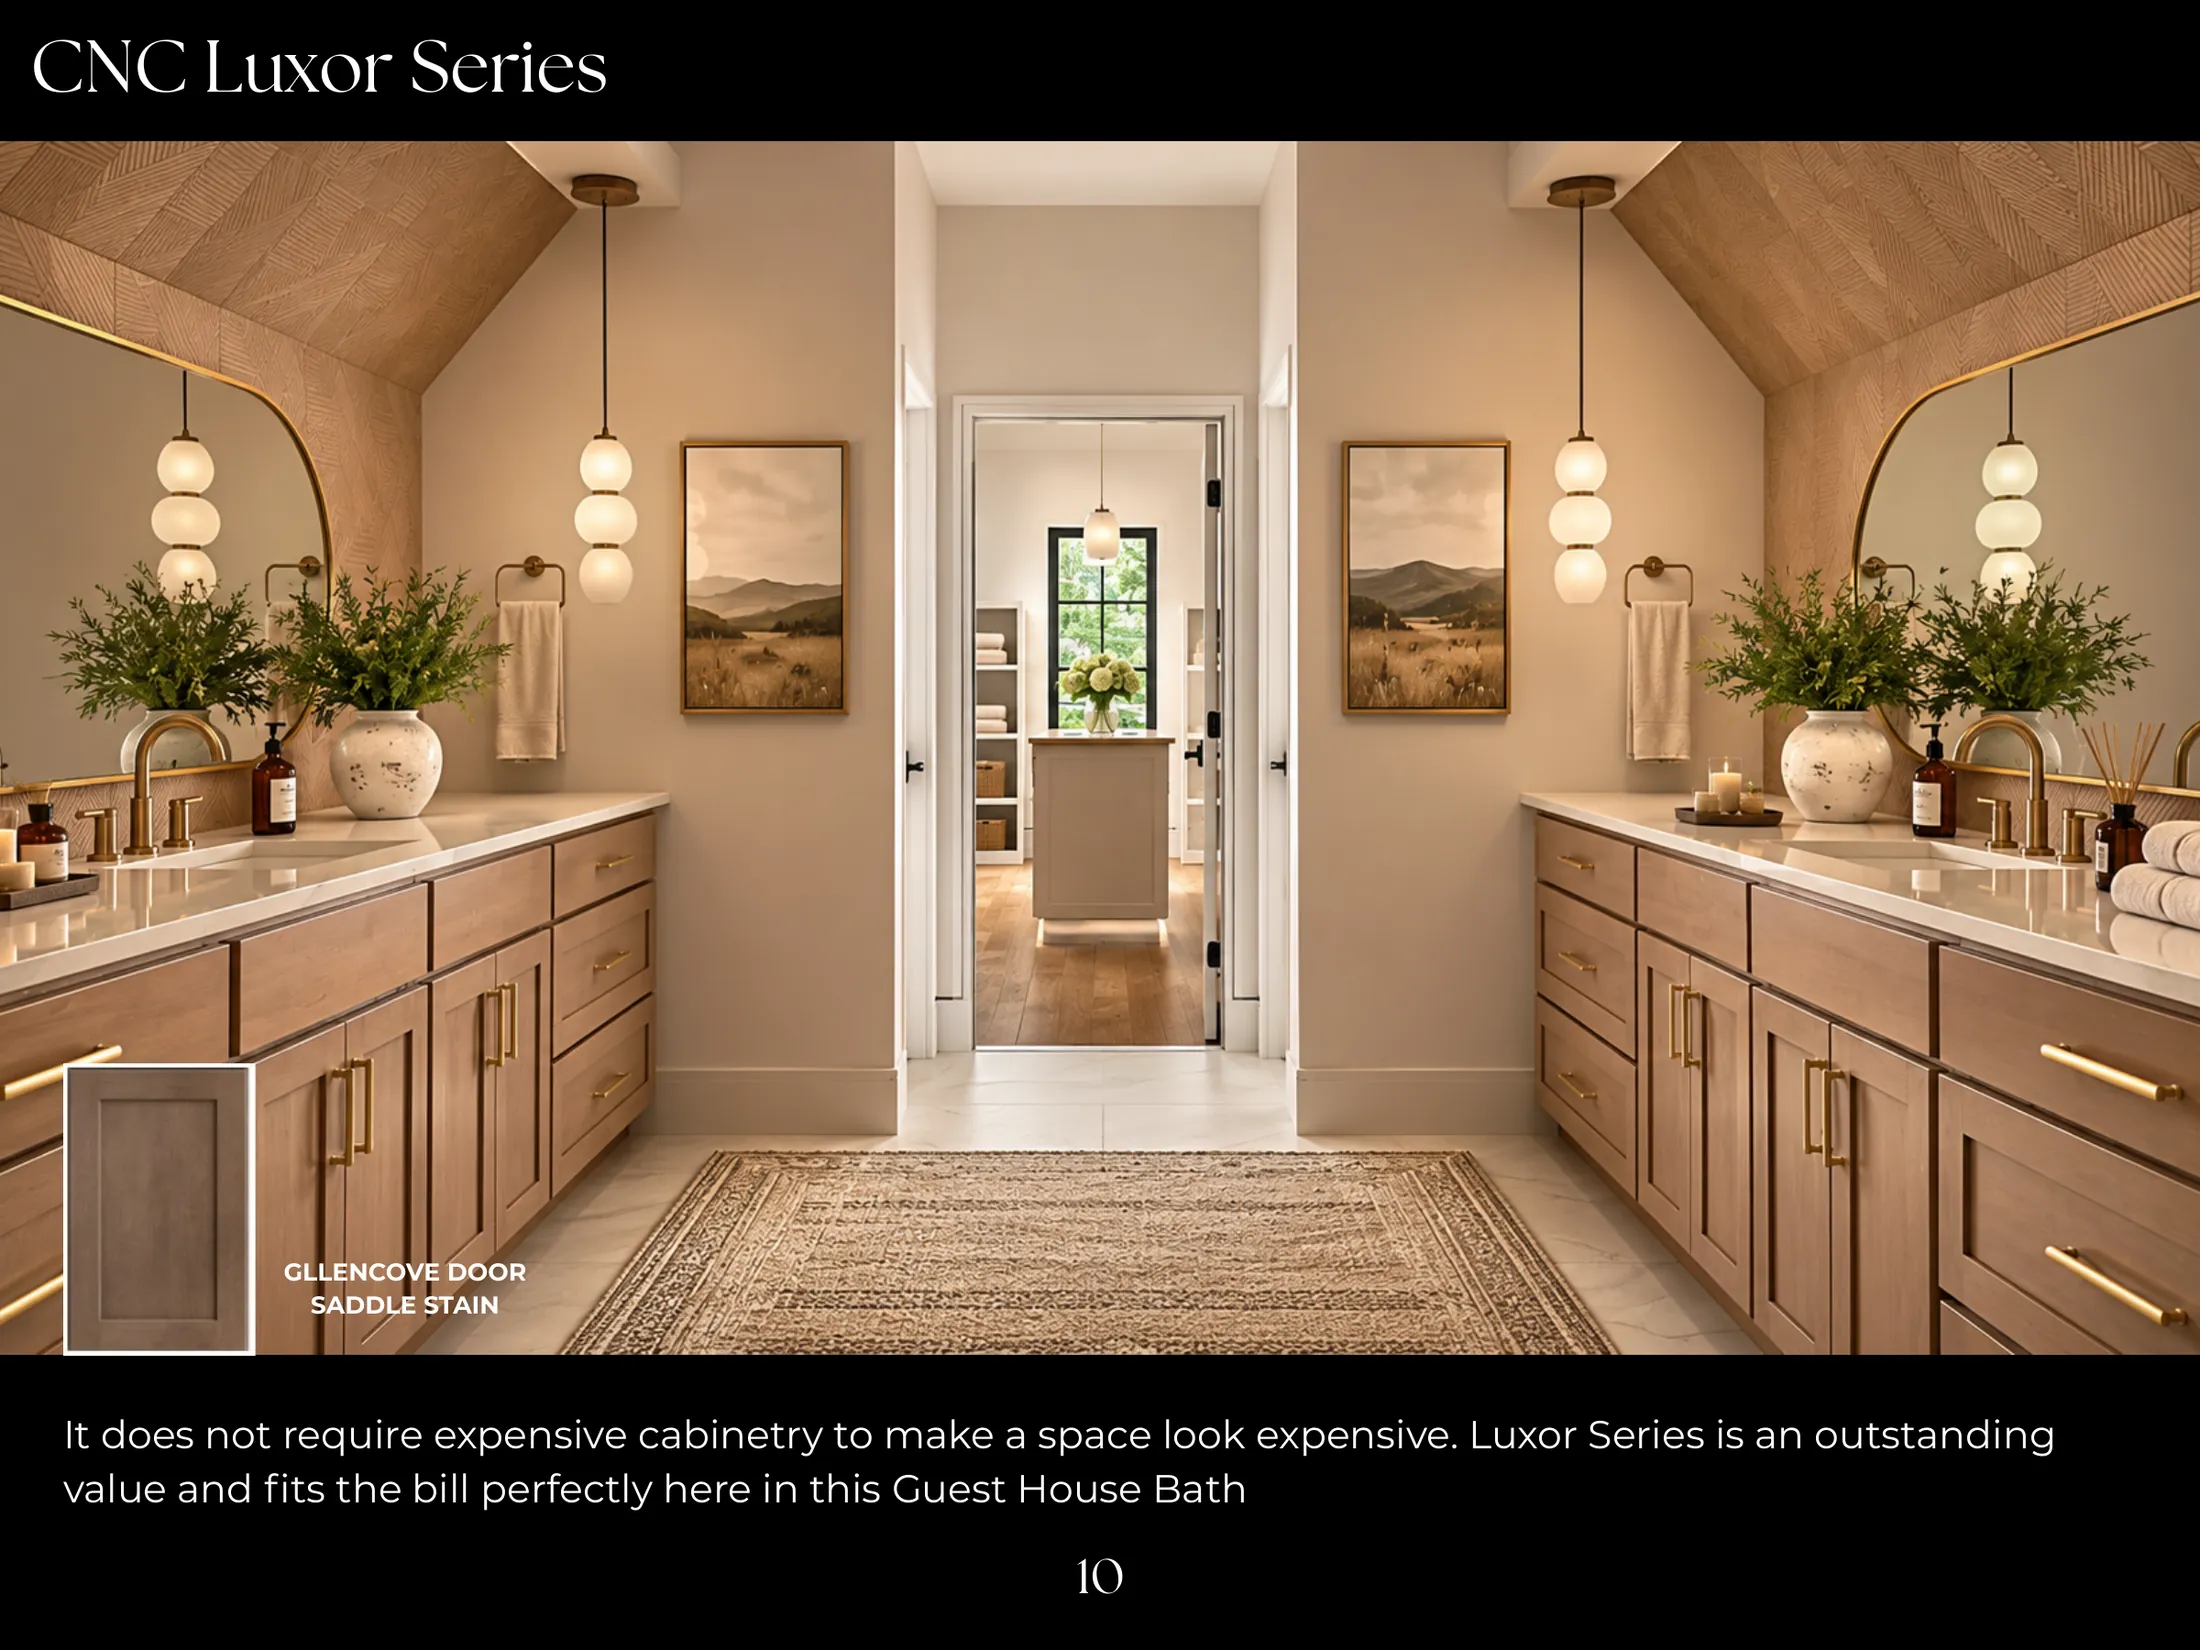 CNC Luxor Series
GLLENCOVE DOOR
SADDLE STAIN
It does not require expensive cabinetry to make a space look expensive. Luxor Series is an outstanding
value and fits the bill perfectly here in this Guest House Bath
10